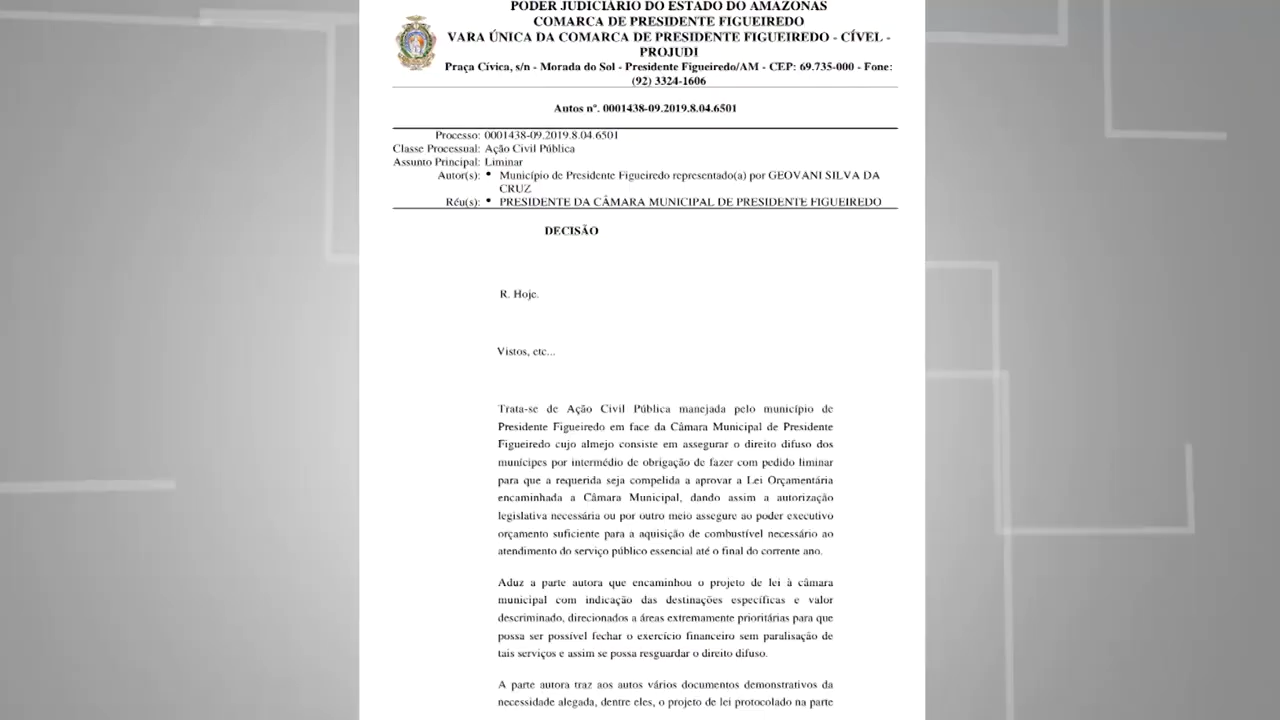 PODER JUDICIÁRIO DO ESTADO DO AMAZONAS
COMARCA DE PRESIDENTE FIGUEIREDO
VARA ÚNICA DA COMARCA DE PRESIDENTE FIGUEIREDO - CÍVEL -
PROJUDI
Praça Cívica, s/n - Morada do Sol - Presidente Figueiredo/AM - CEP: 69.735-000 - Fone:
(92) 3324-1606
Autos nº. 0001438-09.2019.8.04.6501
Processo: 0001438-09.2019.8.04.6501
Classe Processual: Ação Civil Pública
Assunto Principal: Liminar
Autor(s): • Município de Presidente Figueiredo representado(a) por GEOVANI SILVA DA
CRUZ
Réu(s): • PRESIDENTE DA CÂMARA MUNICIPAL DE PRESIDENTE FIGUEIREDO
DECISÃO
R. Hoje.
Vistos, etc...
Trata-se de Ação Civil Pública manejada pelo município de
Presidente Figueiredo em face da Câmara Municipal de Presidente
Figueiredo cujo almejo consiste em assegurar o direito difuso dos
munícipes por intermédio de obrigação de fazer com pedido liminar
para que a requerida seja compelida a aprovar a Lei Orçamentária
encaminhada a Câmara Municipal, dando assim a autorização
legislativa necessária ou por outro meio assegure ao poder executivo
orçamento suficiente para a aquisição de combustível necessário ao
atendimento do serviço público essencial até o final do corrente ano.
Aduz a parte autora que encaminhou o projeto de lei à câmara
municipal com indicação das destinações específicas e valor
descriminado, direcionados a áreas extremamente prioritárias para que
possa ser possível fechar o exercício financeiro sem paralisação de
tais serviços e assim se possa resguardar o direito difuso.
A parte autora traz aos autos vários documentos demonstrativos da
necessidade alegada, dentre eles, o projeto de lei protocolado na parte